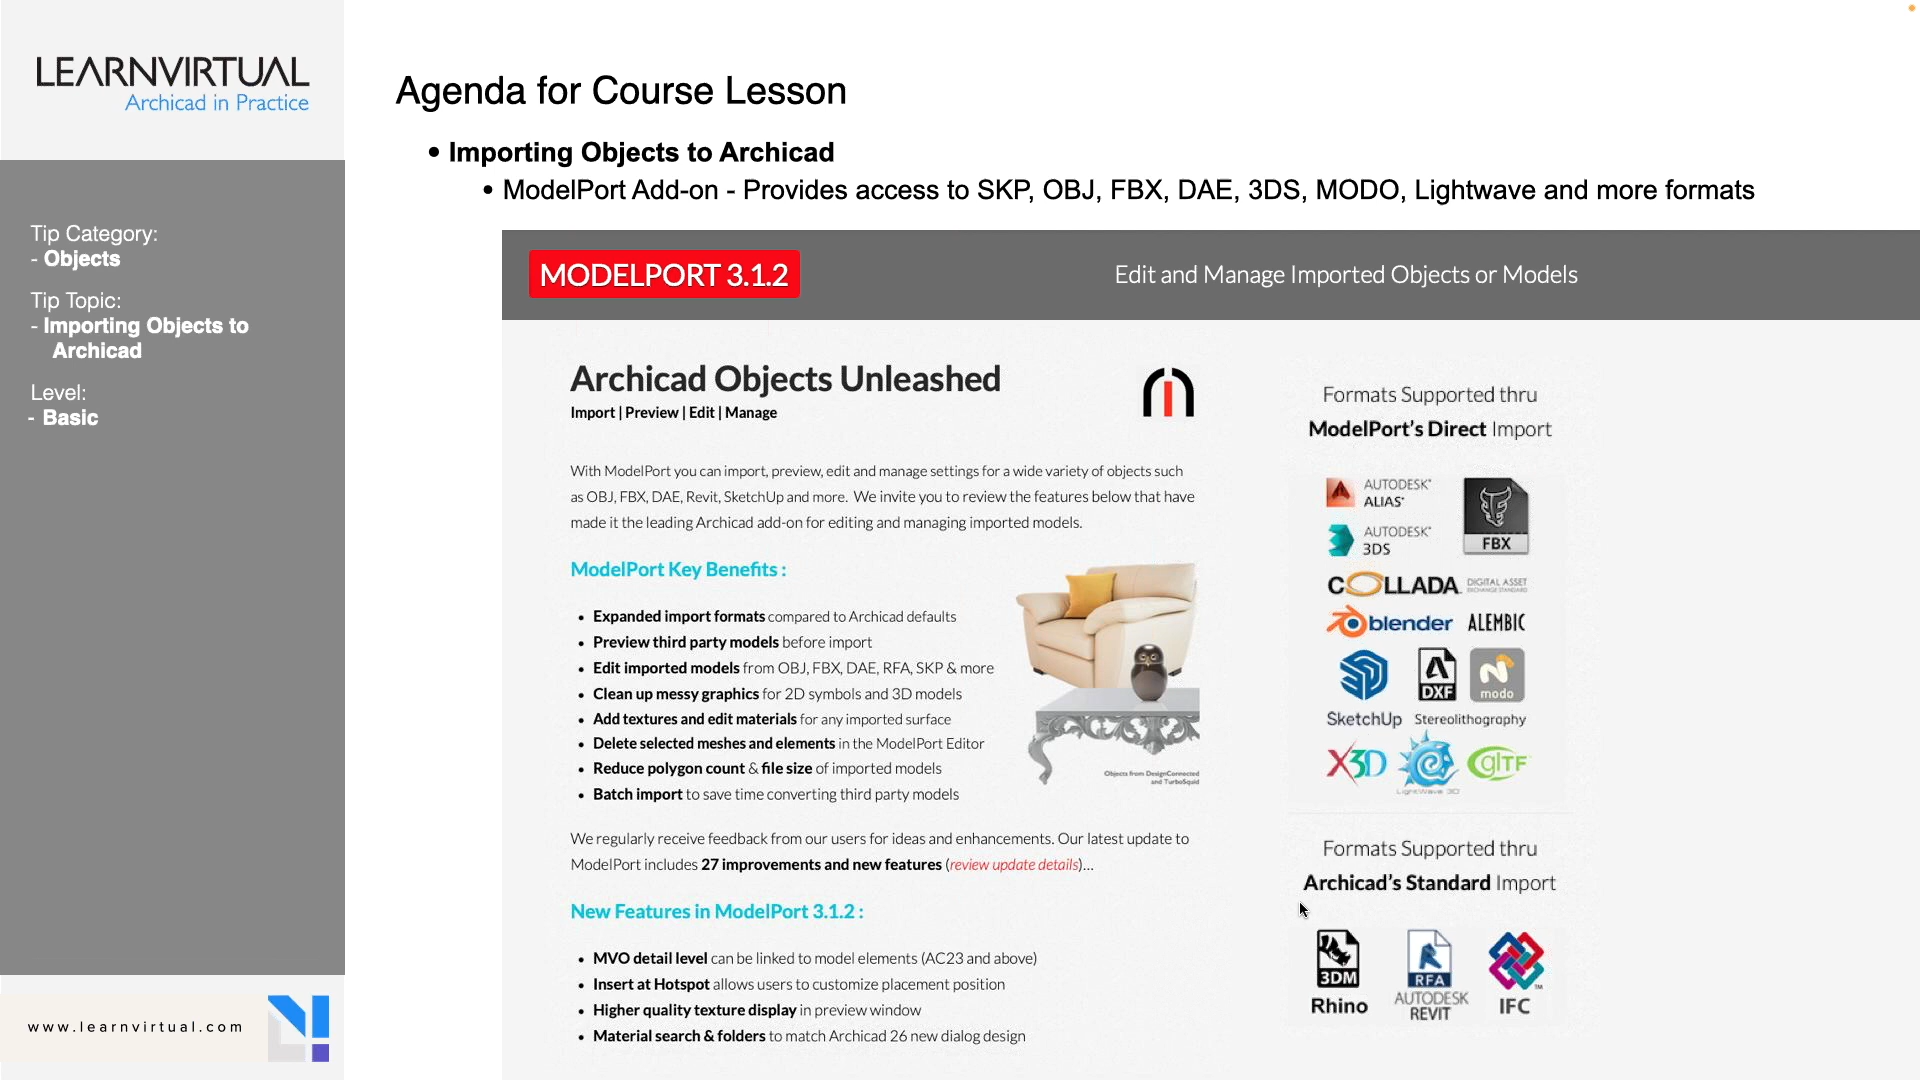 LEARNVIRTUAL
Archicad in Practice
Tip Category:
- Objects
Tip Topic:
- Importing Objects to
Archicad
Level:
- Basic
www.learnvirtual.com
Agenda for Course Lesson
• Importing Objects to Archicad
• ModelPort Add-on - Provides access to SKP, OBJ, FBX, DAE, 3DS, MODO, Lightwave and more formats
MODELPORT 3.1.2
Edit and Manage Imported Objects or Models
Archicad Objects Unleashed
Import | Preview | Edit | Manage
With ModelPort you can import, preview, edit and manage settings for a wide variety of objects such
as OBJ, FBX, DAE, Revit, SketchUp and more. We invite you to review the features below that have
made it the leading Archicad add-on for editing and managing imported models.
ModelPort Key Benefits :
• Expanded import formats compared to Archicad defaults
• Preview third party models before import
• Edit imported models from OBJ, FBX, DAE, RFA, SKP & more
• Clean up messy graphics for 2D symbols and 3D models
• Add textures and edit materials for any imported surface
• Delete selected meshes and elements in the ModelPort Editor
• Reduce polygon count & file size of imported models
• Batch import to save time converting third party models
Objects from DesignConnected
and TurboSquid
We regularly receive feedback from our users for ideas and enhancements. Our latest update to
ModelPort includes 27 improvements and new features (review update details)...
New Features in ModelPort 3.1.2 :
• MVO detail level can be linked to model elements (AC23 and above)
• Insert at Hotspot allows users to customize placement position
• Higher quality texture display in preview window
• Material search & folders to match Archicad 26 new dialog design
Formats Supported thru
ModelPort's Direct Import
AUTODESK®
ALIAS®
AUTODESK®
3DS
FBX
COLLADA™ DIGITAL ASSET
EXCHANGE STANDARD
blender ALEMBIC
DXF
modo
SketchUp Stereolithography
X3D
LightWave 3D
glTF
Formats Supported thru
Archicad's Standard Import
3DM
Rhino
RFA
AUTODESK
REVIT
TM
IFC